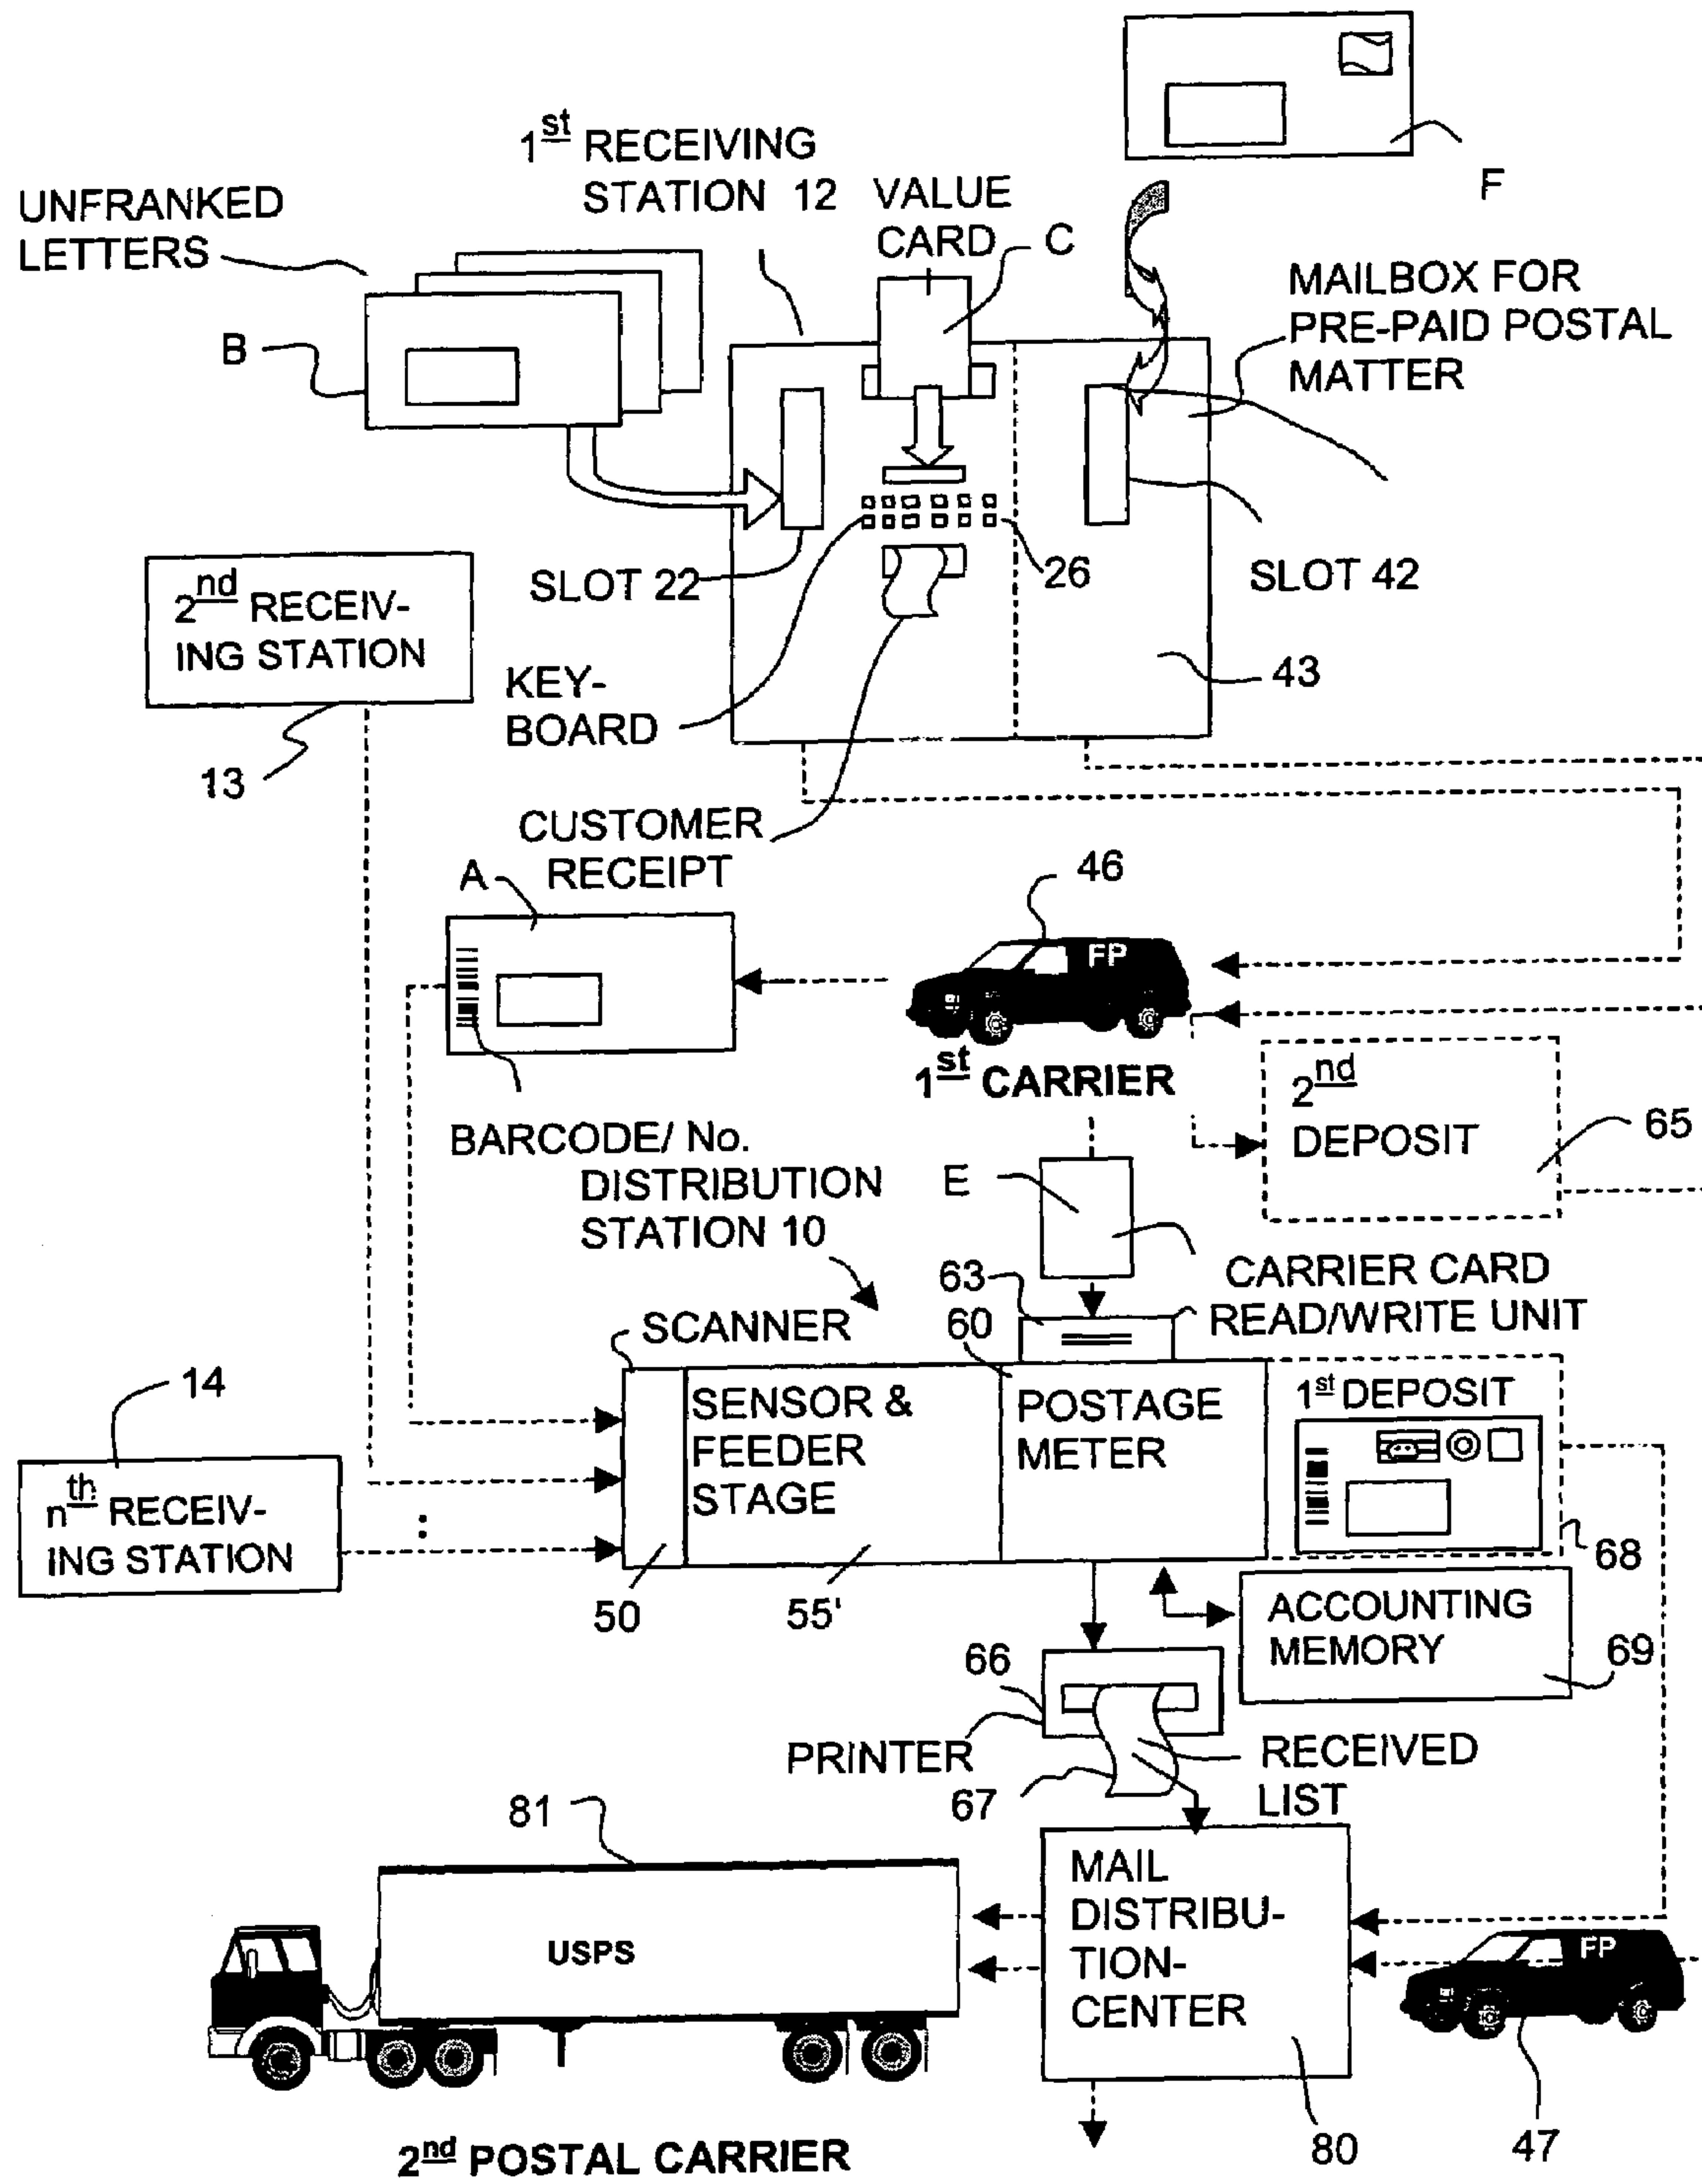 F
1st RECEIVING
STATION 12
VALUE
CARD
C
UNFRANKED
LETTERS
B
MAILBOX FOR
PRE-PAID POSTAL
MATTER
SLOT 22
26
SLOT 42
2nd RECEIV-
ING STATION
13
KEY-
BOARD
43
CUSTOMER
RECEIPT
A
46
FP
1st CARRIER
2nd
DEPOSIT
65
BARCODE/ No.
DISTRIBUTION
STATION 10
E
CARRIER CARD
READ/WRITE UNIT
63
60
SCANNER
14
nth RECEIV-
ING STATION
:
SENSOR &
FEEDER
STAGE
POSTAGE
METER
1st DEPOSIT
68
50
55'
ACCOUNTING
MEMORY
69
66
PRINTER
67
RECEIVED
LIST
81
USPS
MAIL
DISTRIBU-
TION-
CENTER
FP
80
47
2nd POSTAL CARRIER